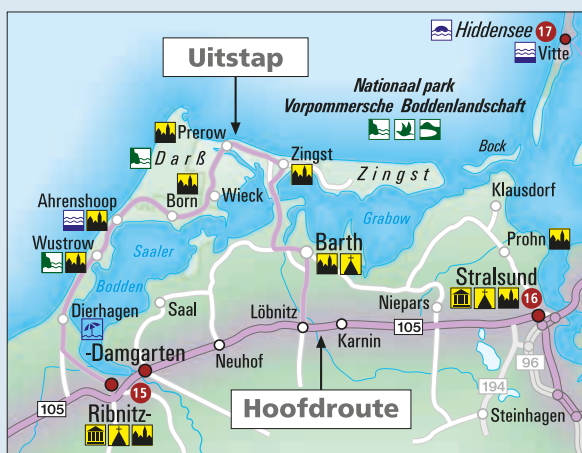 Hiddensee 17
Vitte
Uitstap
Nationaal park
Vorpommersche Boddenlandschaft
Prerow
Darß
Zingst
Zingst
Bock
Klausdorf
Born
Wieck
Grabow
Ahrenshoop
Wustrow
Saaler
Bodden
Barth
Prohn
Stralsund
16
Dierhagen
Saal
Löbnitz
Niepars
105
Karnin
-Damgarten
Neuhof
96
15
105
Ribnitz-
Hoofdroute
194
Steinhagen